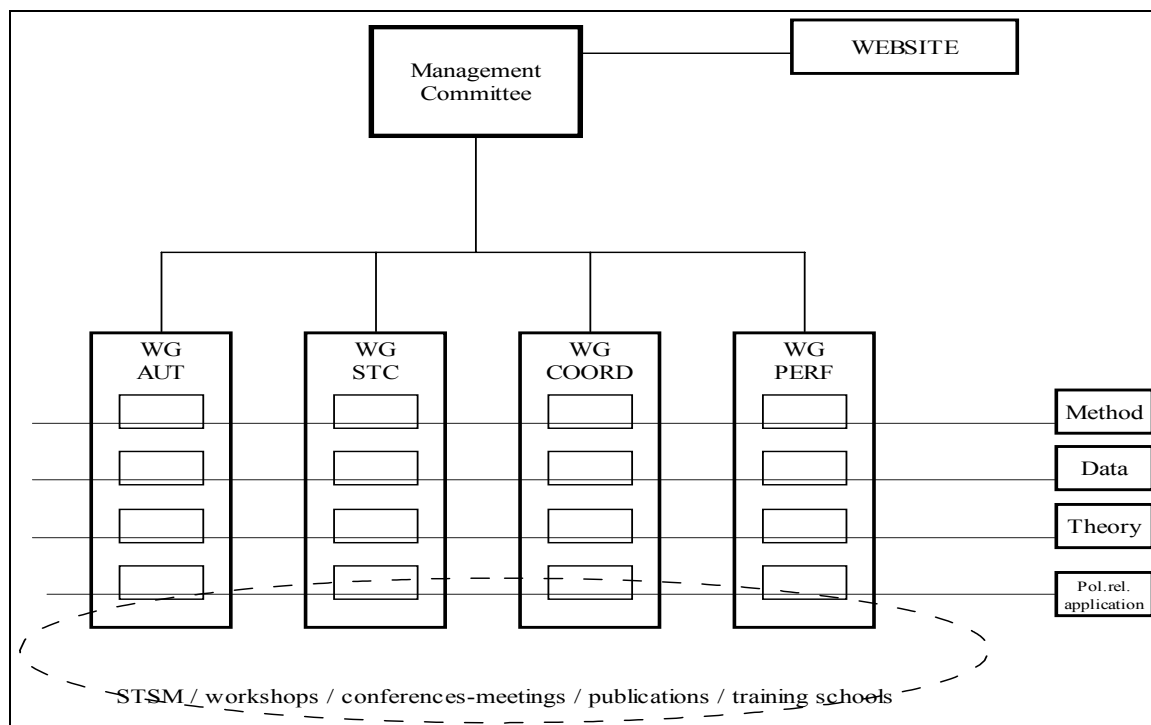 Management
Committee
WEBSITE
WG
AUT
WG
STC
WG
COORD
WG
PERF
Method
Data
Theory
Pol.rel.
application
STSM / workshops / conferences-meetings / publications / training schools